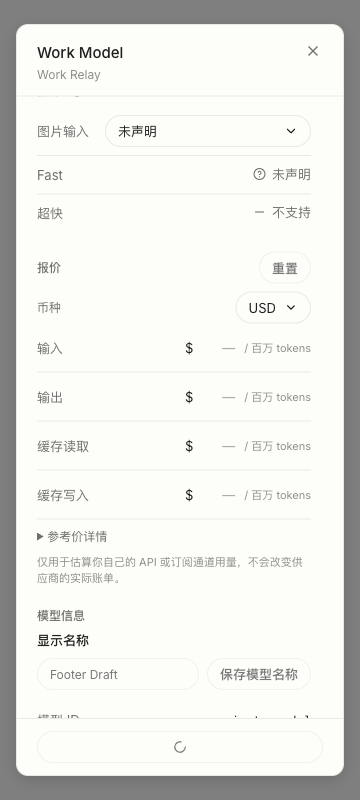 Work Model
Work Relay
图片输入 未声明
Fast 未声明
超快 — 不支持
报价 重置
币种 USD
输入 $ — / 百万 tokens
输出 $ — / 百万 tokens
缓存读取 $ — / 百万 tokens
缓存写入 $ — / 百万 tokens
参考价详情
仅用于估算你自己的 API 或订阅通道用量，不会改变供
应商的实际账单。
模型信息
显示名称
Footer Draft 保存模型名称
模型 ID